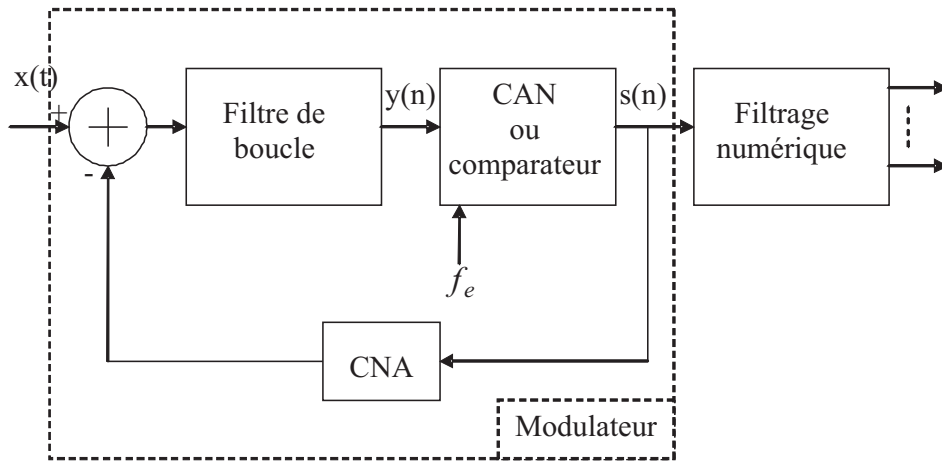 x(t)
+
-
Filtre de
boucle
y(n)
CAN
ou
comparateur
s(n)
Filtrage
numérique
f_e
CNA
Modulateur